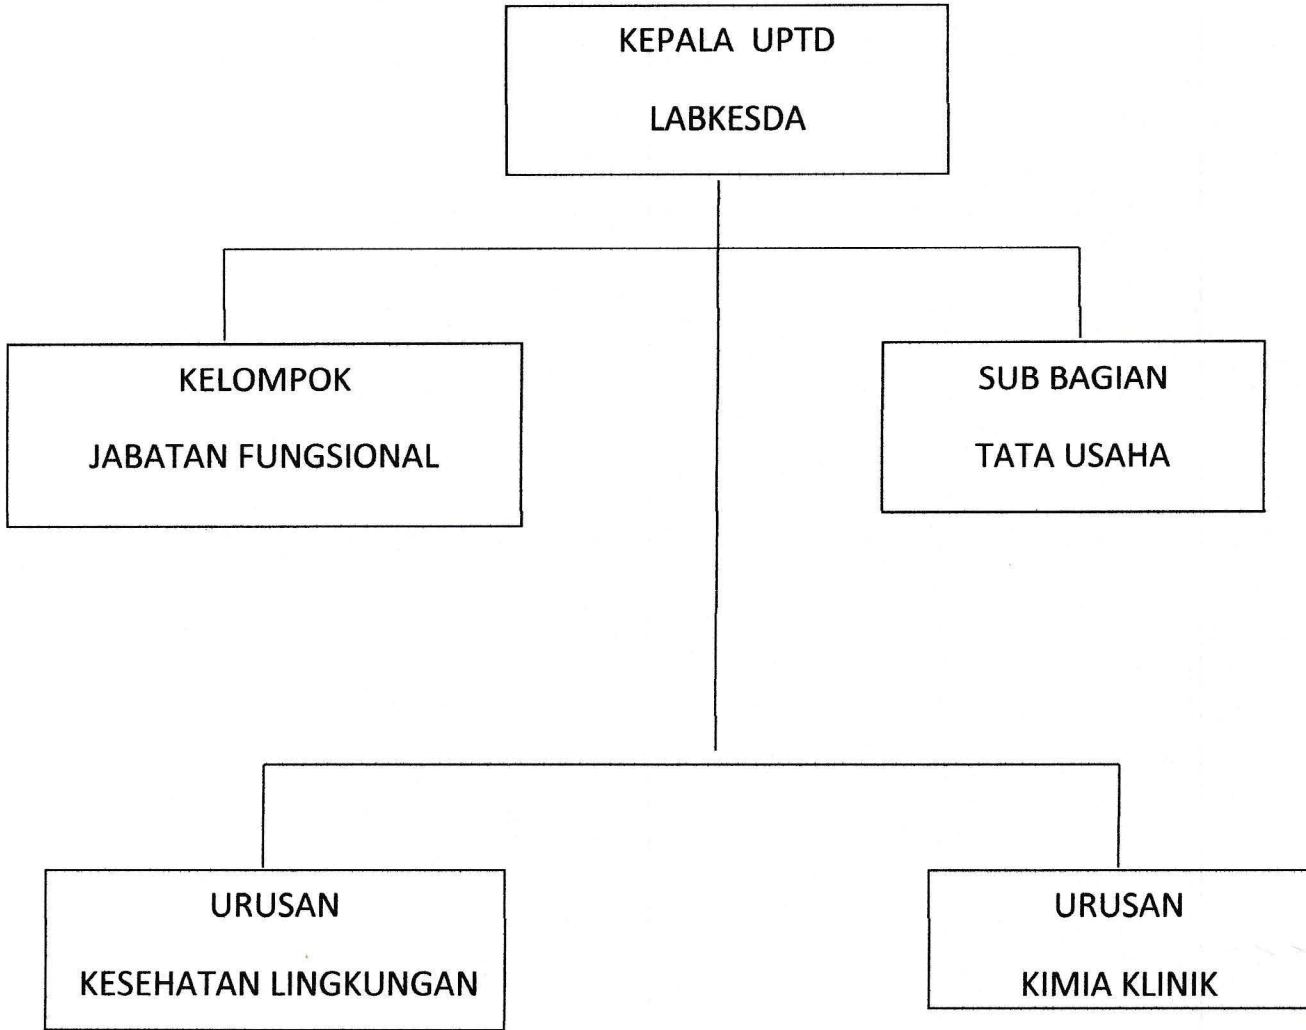 KEPALA UPTD
LABKESDA
KELOMPOK
JABATAN FUNGSIONAL
SUB BAGIAN
TATA USAHA
URUSAN
KESEHATAN LINGKUNGAN
URUSAN
KIMIA KLINIK